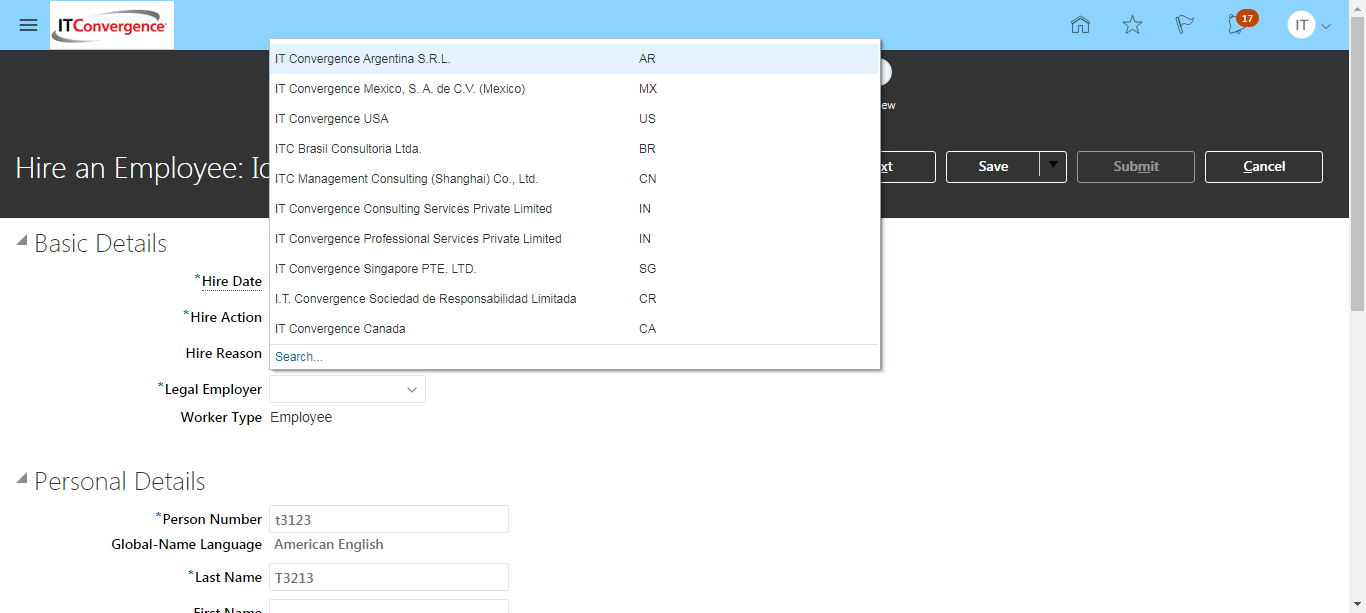 ITConvergence
17
IT
ew
Hire an Employee: Id
xt
Save
Submit
Cancel
IT Convergence Argentina S.R.L. AR
IT Convergence Mexico, S. A. de C.V. (Mexico) MX
IT Convergence USA US
ITC Brasil Consultoria Ltda. BR
ITC Management Consulting (Shanghai) Co., Ltd. CN
IT Convergence Consulting Services Private Limited IN
IT Convergence Professional Services Private Limited IN
IT Convergence Singapore PTE. LTD. SG
I.T. Convergence Sociedad de Responsabilidad Limitada CR
IT Convergence Canada CA
Search...
Basic Details
*Hire Date
*Hire Action
Hire Reason
*Legal Employer
Worker Type Employee
Personal Details
*Person Number t3123
Global-Name Language American English
*Last Name T3213
First Name